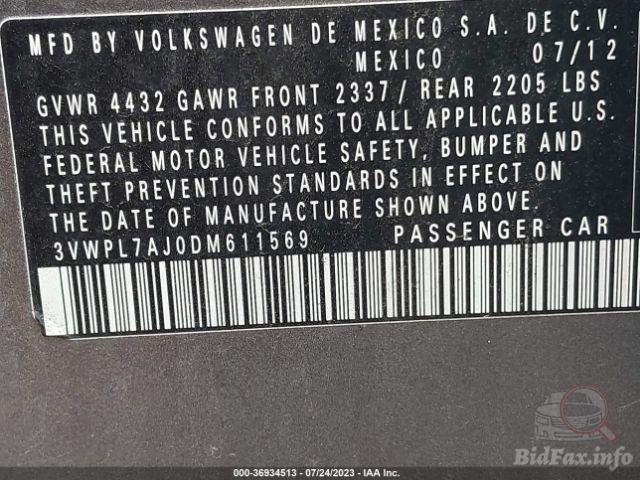 MFD BY VOLKSWAGEN DE MEXICO S.A. DE C.V.
MEXICO 07/12
GVWR 4432 GAWR FRONT 2337/ REAR 2205 LBS
THIS VEHICLE CONFORMS TO ALL APPLICABLE U.S.
FEDERAL MOTOR VEHICLE SAFETY, BUMPER AND
THEFT PREVENTION STANDARDS IN EFFECT ON
THE DATE OF MANUFACTURE SHOWN ABOVE.
3VWPL7AJ0DM611569 PASSENGER CAR
BidFax.info
000-36934513 - 07/24/2023 - IAA Inc.